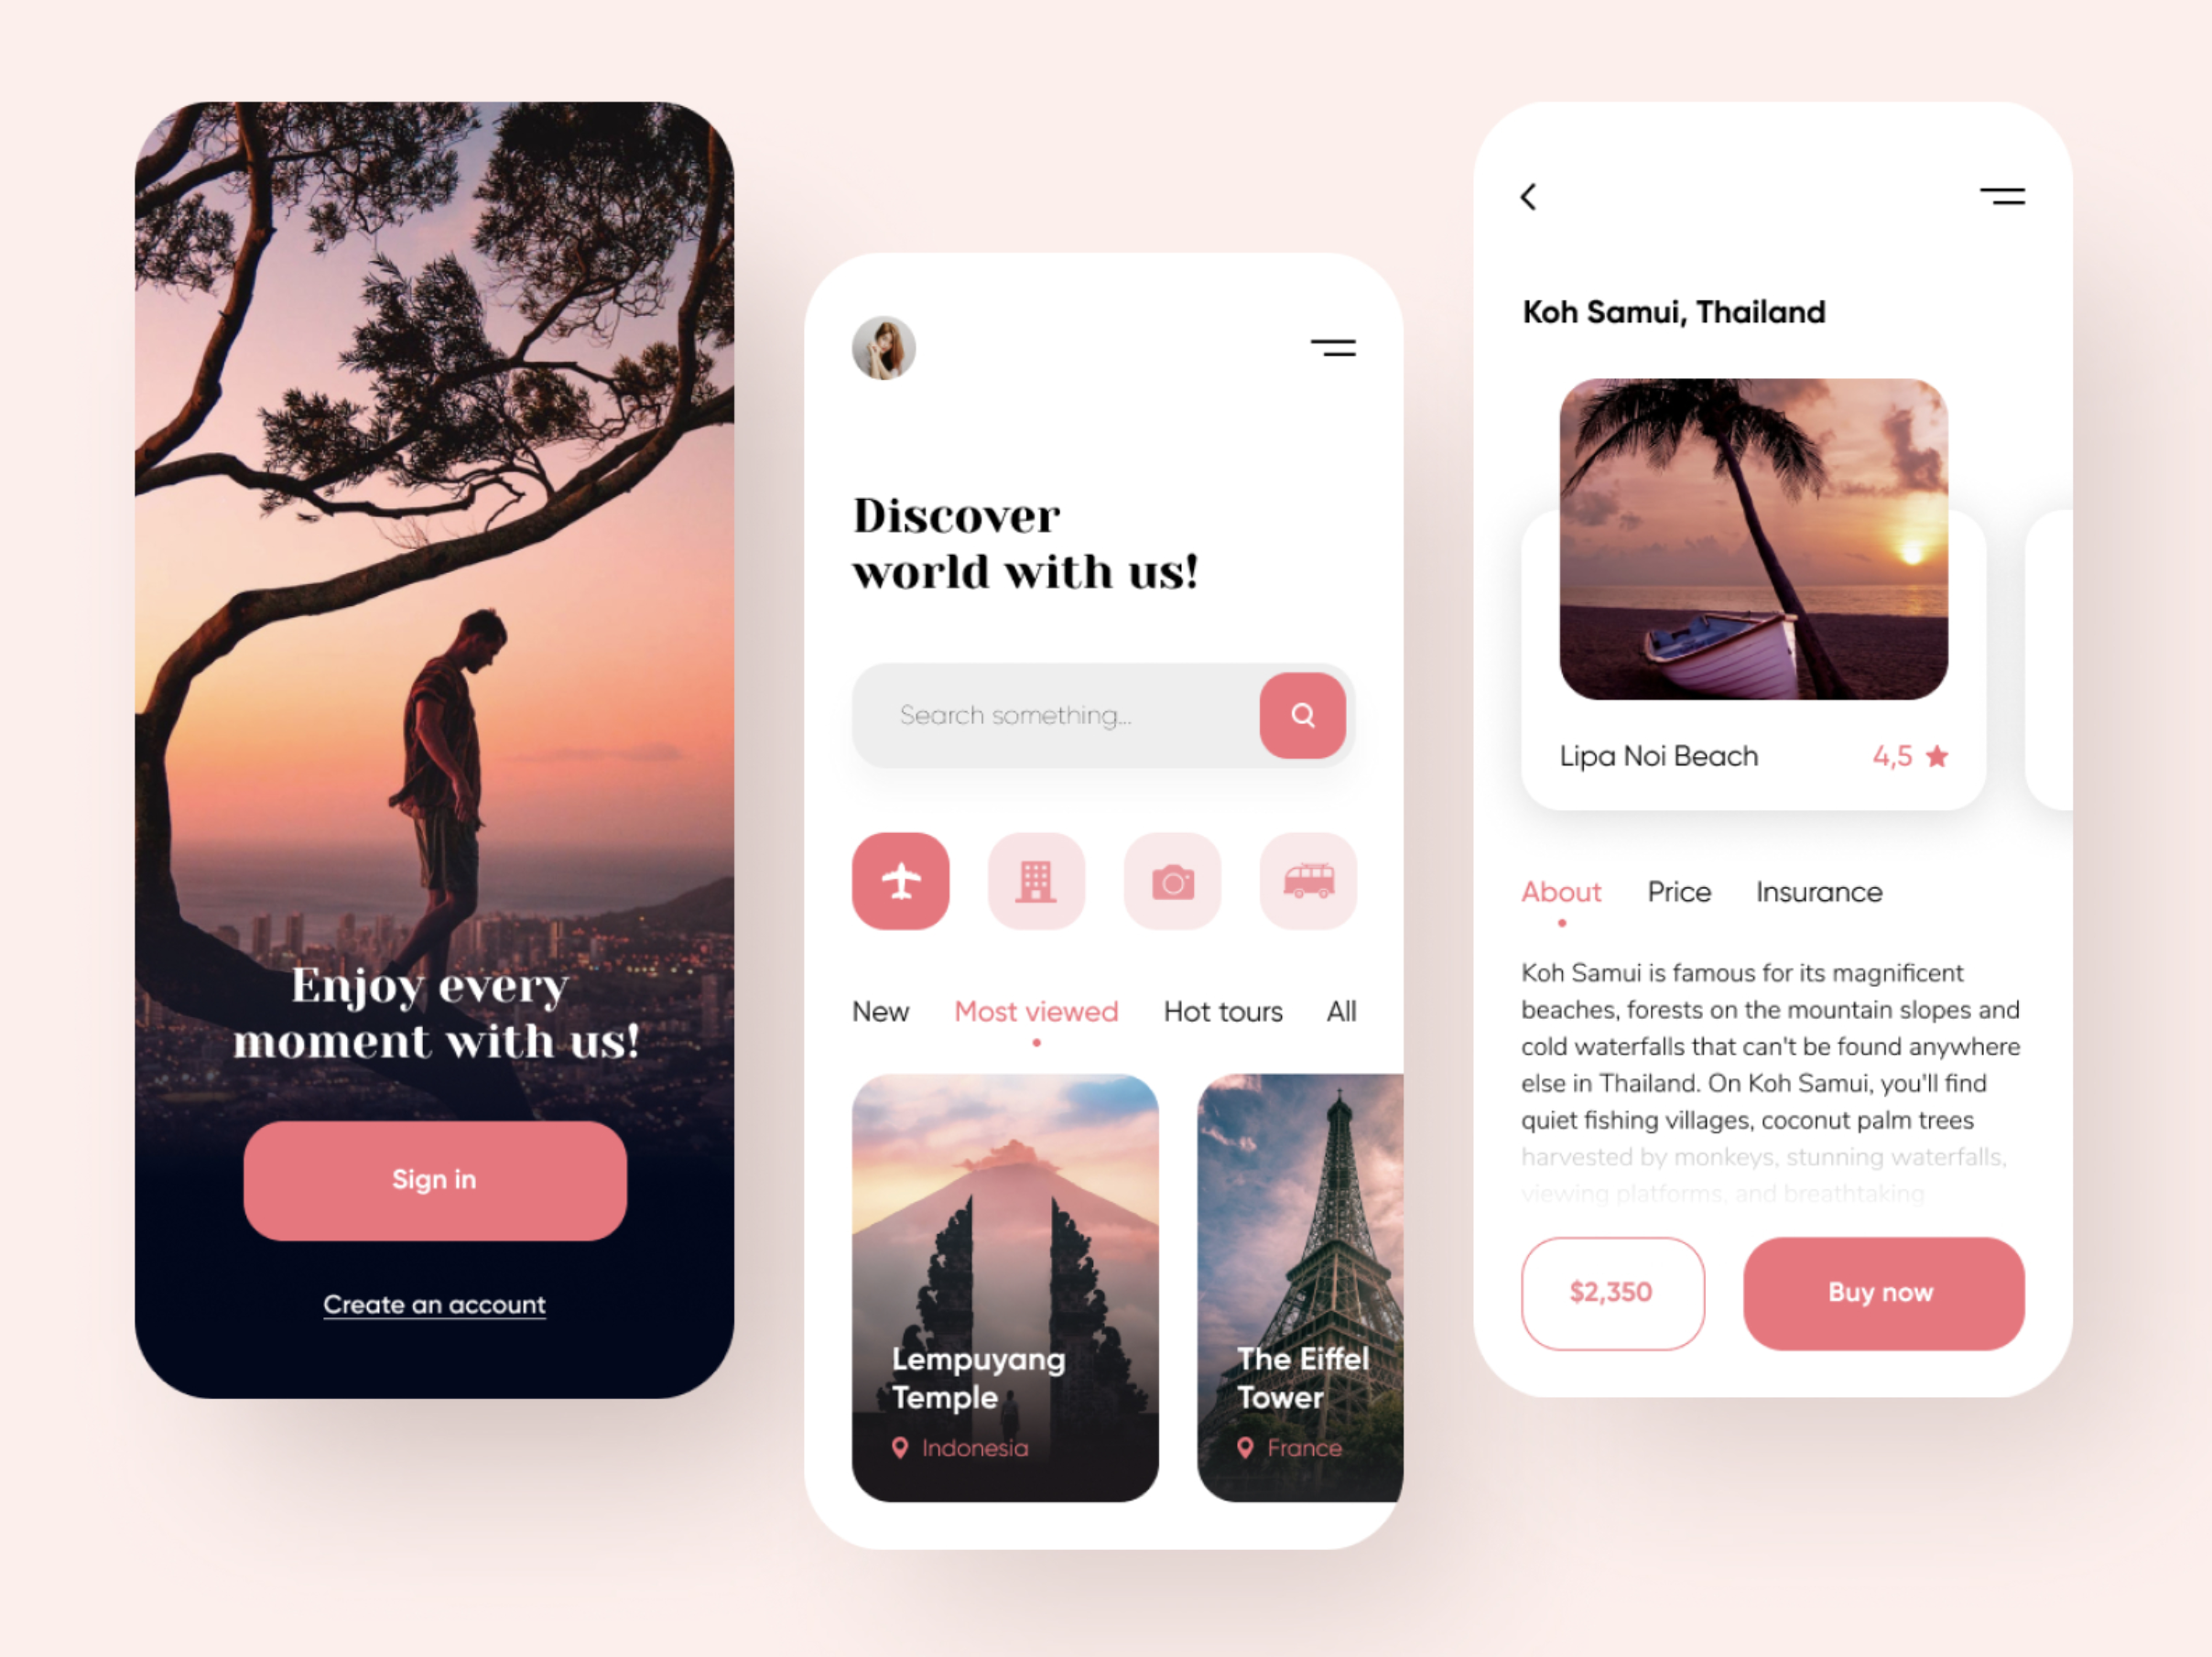 Enjoy every
moment with us!
Sign in
Create an account
Discover
world with us!
Search something...
New Most viewed Hot tours All
Lempuyang
Temple
Indonesia
The Eiffel
Tower
France
Koh Samui, Thailand
Lipa Noi Beach 4,5
About Price Insurance
Koh Samui is famous for its magnificent
beaches, forests on the mountain slopes and
cold waterfalls that can't be found anywhere
else in Thailand. On Koh Samui, you'll find
quiet fishing villages, coconut palm trees
harvested by monkeys, stunning waterfalls,
viewing platforms, and breathtaking
$2,350 Buy now